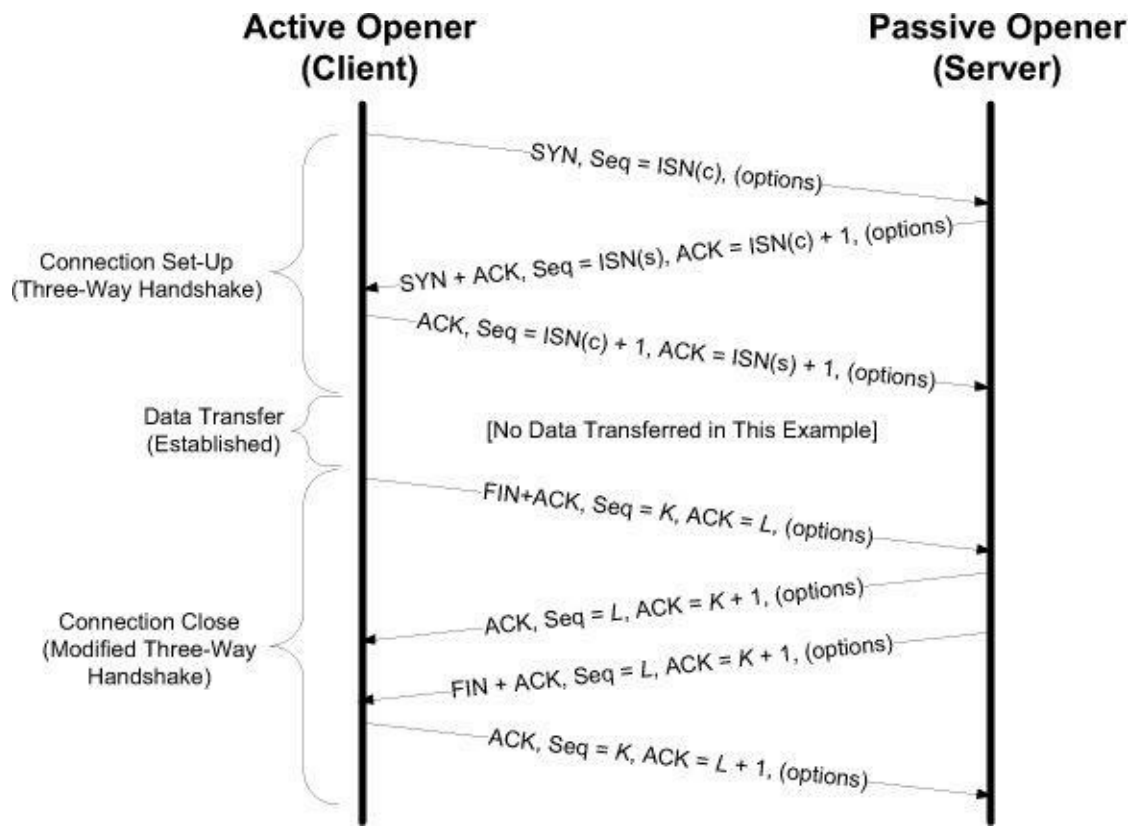 Active Opener
(Client)
Passive Opener
(Server)
SYN, Seq = ISN(c), (options)
SYN + ACK, Seq = ISN(s), ACK = ISN(c) + 1, (options)
Connection Set-Up
(Three-Way Handshake)
ACK, Seq = ISN(c) + 1, ACK = ISN(s) + 1, (options)
Data Transfer
(Established)
[No Data Transferred in This Example]
FIN+ACK, Seq = K, ACK = L, (options)
ACK, Seq = L, ACK = K + 1, (options)
Connection Close
(Modified Three-Way
Handshake)
FIN + ACK, Seq = L, ACK = K + 1, (options)
ACK, Seq = K, ACK = L + 1, (options)